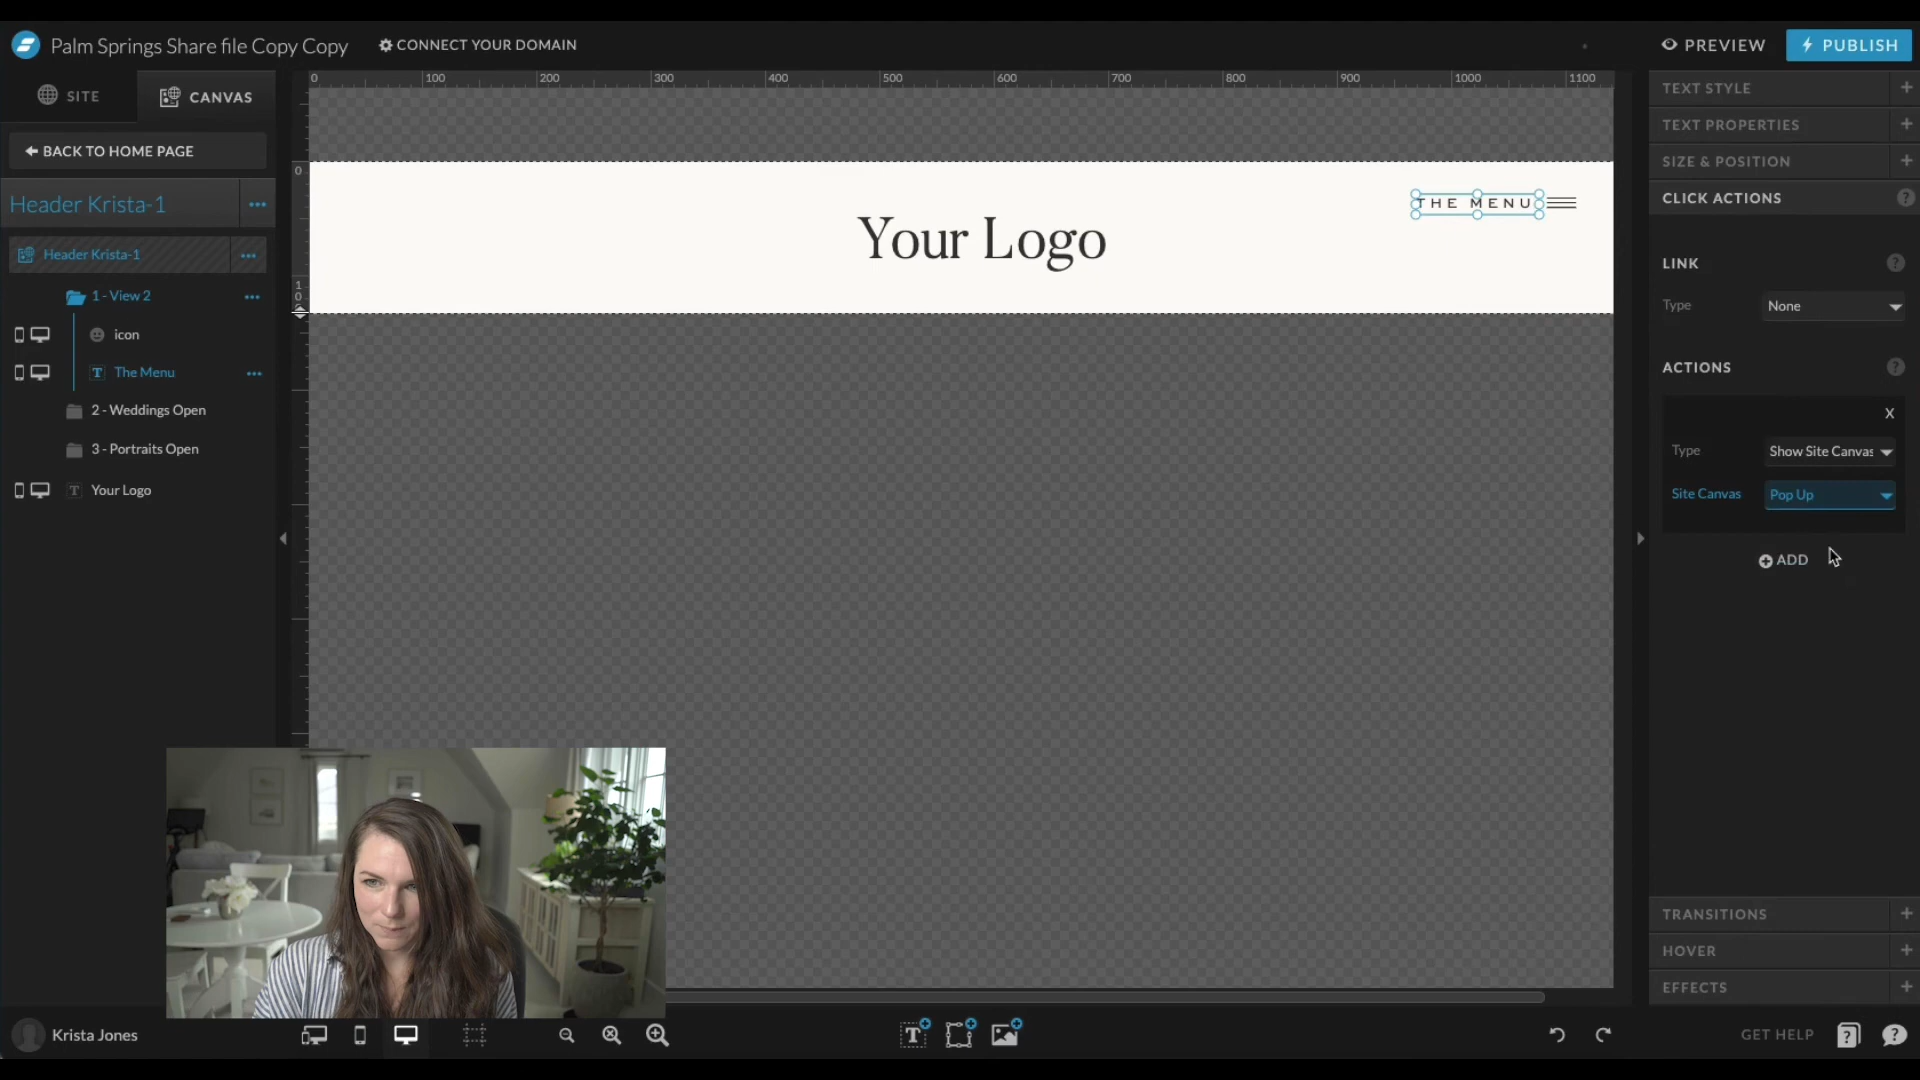 Palm Springs Share file Copy Copy
CONNECT YOUR DOMAIN
PREVIEW
PUBLISH
SITE
CANVAS
BACK TO HOME PAGE
Header Krista-1
Header Krista-1
1 - View 2
icon
The Menu
2 - Weddings Open
3 - Portraits Open
Your Logo
0 100 200 300 400 500 600 700 800 900 1000 1100
0
100
Your Logo
THE MENU
TEXT STYLE
TEXT PROPERTIES
SIZE & POSITION
CLICK ACTIONS
LINK
Type None
ACTIONS
X
Type Show Site Canvas
Site Canvas Pop Up
ADD
TRANSITIONS
HOVER
EFFECTS
Krista Jones
GET HELP